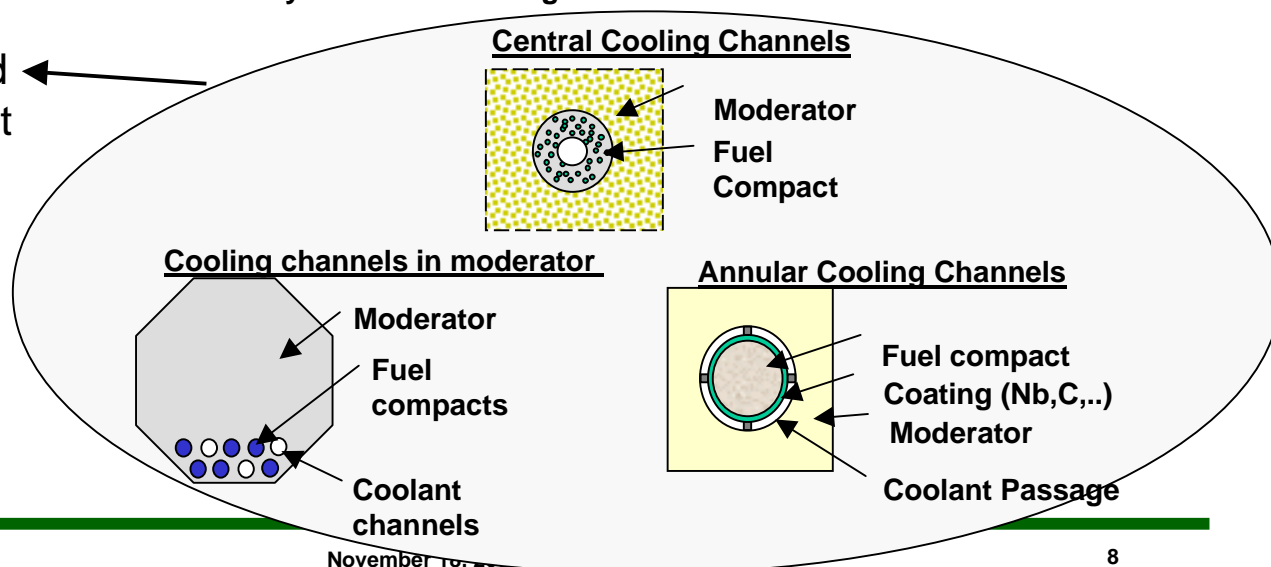 Central Cooling Channels
Moderator
Fuel
Compact
Cooling channels in moderator
Moderator
Fuel
compacts
Coolant
channels
Annular Cooling Channels
Fuel compact
Coating (Nb,C,..)
Moderator
Coolant Passage
November
8